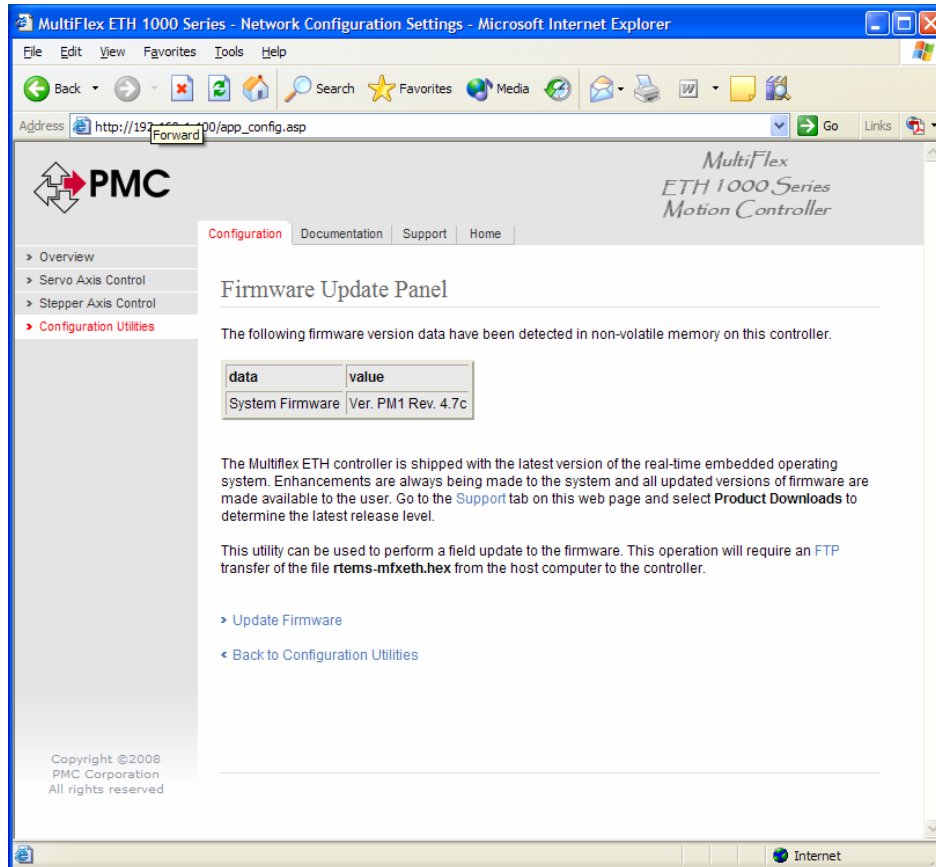 MultiFlex ETH 1000 Series - Network Configuration Settings - Microsoft Internet Explorer
File Edit View Favorites Tools Help
Back Search Favorites Media
Address http://192 00/app_config.asp Go Links
Forward
PMC
MultiFlex
ETH 1000 Series
Motion Controller
Configuration Documentation Support Home
Overview
Servo Axis Control
Stepper Axis Control
Configuration Utilities
Firmware Update Panel
The following firmware version data have been detected in non-volatile memory on this controller.
data value
System Firmware Ver. PM1 Rev. 4.7c
The Multiflex ETH controller is shipped with the latest version of the real-time embedded operating
system. Enhancements are always being made to the system and all updated versions of firmware are
made available to the user. Go to the Support tab on this web page and select Product Downloads to
determine the latest release level.
This utility can be used to perform a field update to the firmware. This operation will require an FTP
transfer of the file rtems-mfxeth.hex from the host computer to the controller.
Update Firmware
Back to Configuration Utilities
Copyright ©2008
PMC Corporation
All rights reserved
Internet